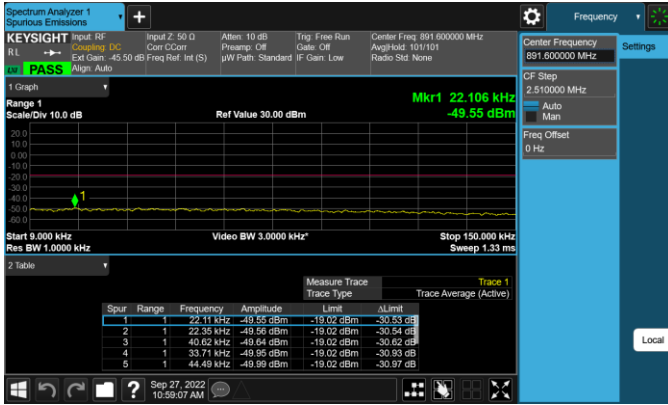 Spectrum Analyzer 1
Spurious Emissions
Frequency
KEYSIGHT
Input: RF
Coupling: DC
Ext Gain: -45.50 dB
Align: Auto
Input Z: 50 Ω
Corr CCorr
Freq Ref: Int (S)
Atten: 10 dB
Preamp: Off
µW Path: Standard
Trig: Free Run
Gate: Off
IF Gain: Low
Center Freq: 891.600000 MHz
Avg|Hold: 101/101
Radio Std: None
R L
PASS
Center Frequency
891.600000 MHz
Settings
CF Step
2.510000 MHz
Auto
Man
Freq Offset
0 Hz
Local
1 Graph
Range 1
Scale/Div 10.0 dB
Ref Value 30.00 dBm
Mkr1 22.106 kHz
-49.55 dBm
20.0
10.0
0.00
-10.0
-20.0
-30.0
-40.0
-50.0
-60.0
1
Start 9.000 kHz
Video BW 3.0000 kHz*
Stop 150.000 kHz
Res BW 1.0000 kHz
Sweep 1.33 ms
2 Table
Measure Trace Trace 1
Trace Type Trace Average (Active)
Spur Range Frequency Amplitude Limit ΔLimit
1 1 22.11 kHz -49.55 dBm -19.02 dBm -30.53 dB
2 1 22.35 kHz -49.56 dBm -19.02 dBm -30.54 dB
3 1 40.62 kHz -49.64 dBm -19.02 dBm -30.62 dB
4 1 33.71 kHz -49.95 dBm -19.02 dBm -30.93 dB
5 1 44.49 kHz -49.99 dBm -19.02 dBm -30.97 dB
Sep 27, 2022
10:59:07 AM